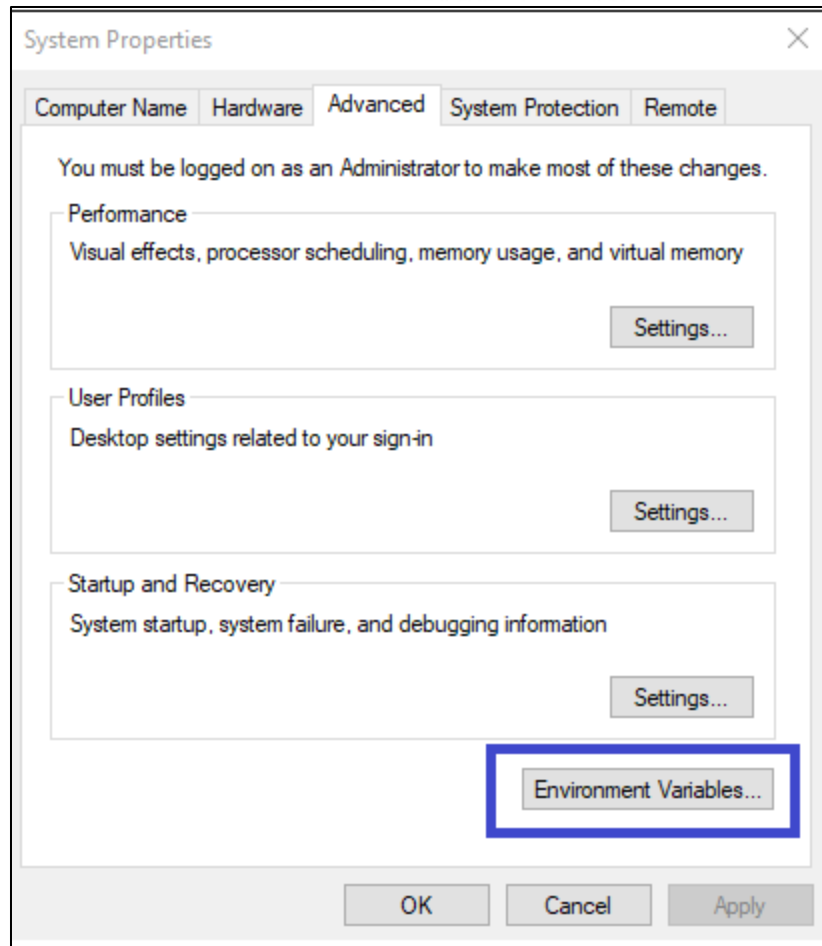 System Properties
Computer Name Hardware Advanced System Protection Remote
You must be logged on as an Administrator to make most of these changes.
Performance
Visual effects, processor scheduling, memory usage, and virtual memory
Settings...
User Profiles
Desktop settings related to your sign-in
Settings...
Startup and Recovery
System startup, system failure, and debugging information
Settings...
Environment Variables...
OK Cancel Apply